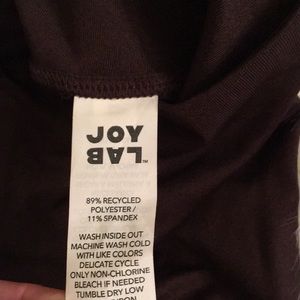 JOY
LAB™
89% RECYCLED
POLYESTER /
11% SPANDEX
WASH INSIDE OUT
MACHINE WASH COLD
WITH LIKE COLORS
DELICATE CYCLE
ONLY NON-CHLORINE
BLEACH IF NEEDED
TUMBLE DRY LOW